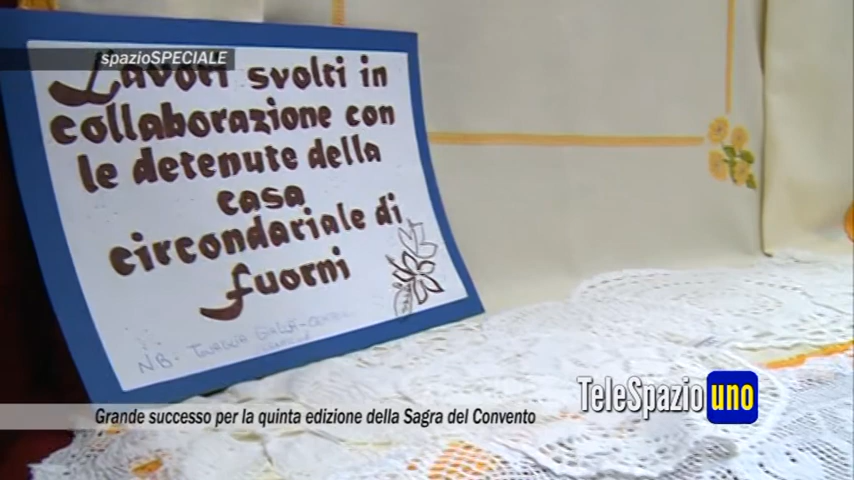 spazioSPECIALE
Lavori svolti in
collaborazione con
le detenute della
casa
circondariale di
fuorni
NB-
TeleSpazio uno
Grande successo per la quinta edizione della Sagra del Convento